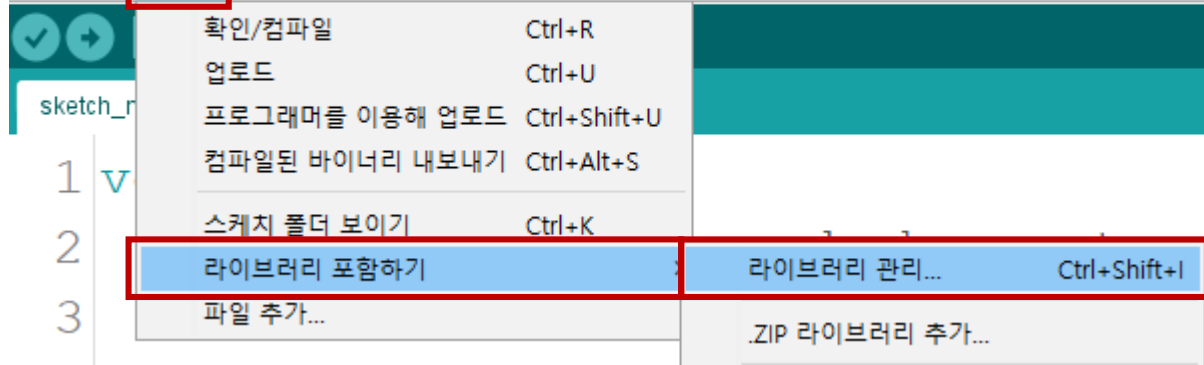 확인/컴파일 Ctrl+R
업로드 Ctrl+U
프로그래머를 이용해 업로드 Ctrl+Shift+U
컴파일된 바이너리 내보내기 Ctrl+Alt+S
스케치 폴더 보이기 Ctrl+K
라이브러리 포함하기
파일 추가...
라이브러리 관리... Ctrl+Shift+I
.ZIP 라이브러리 추가...
sketch_
1 v
2
3